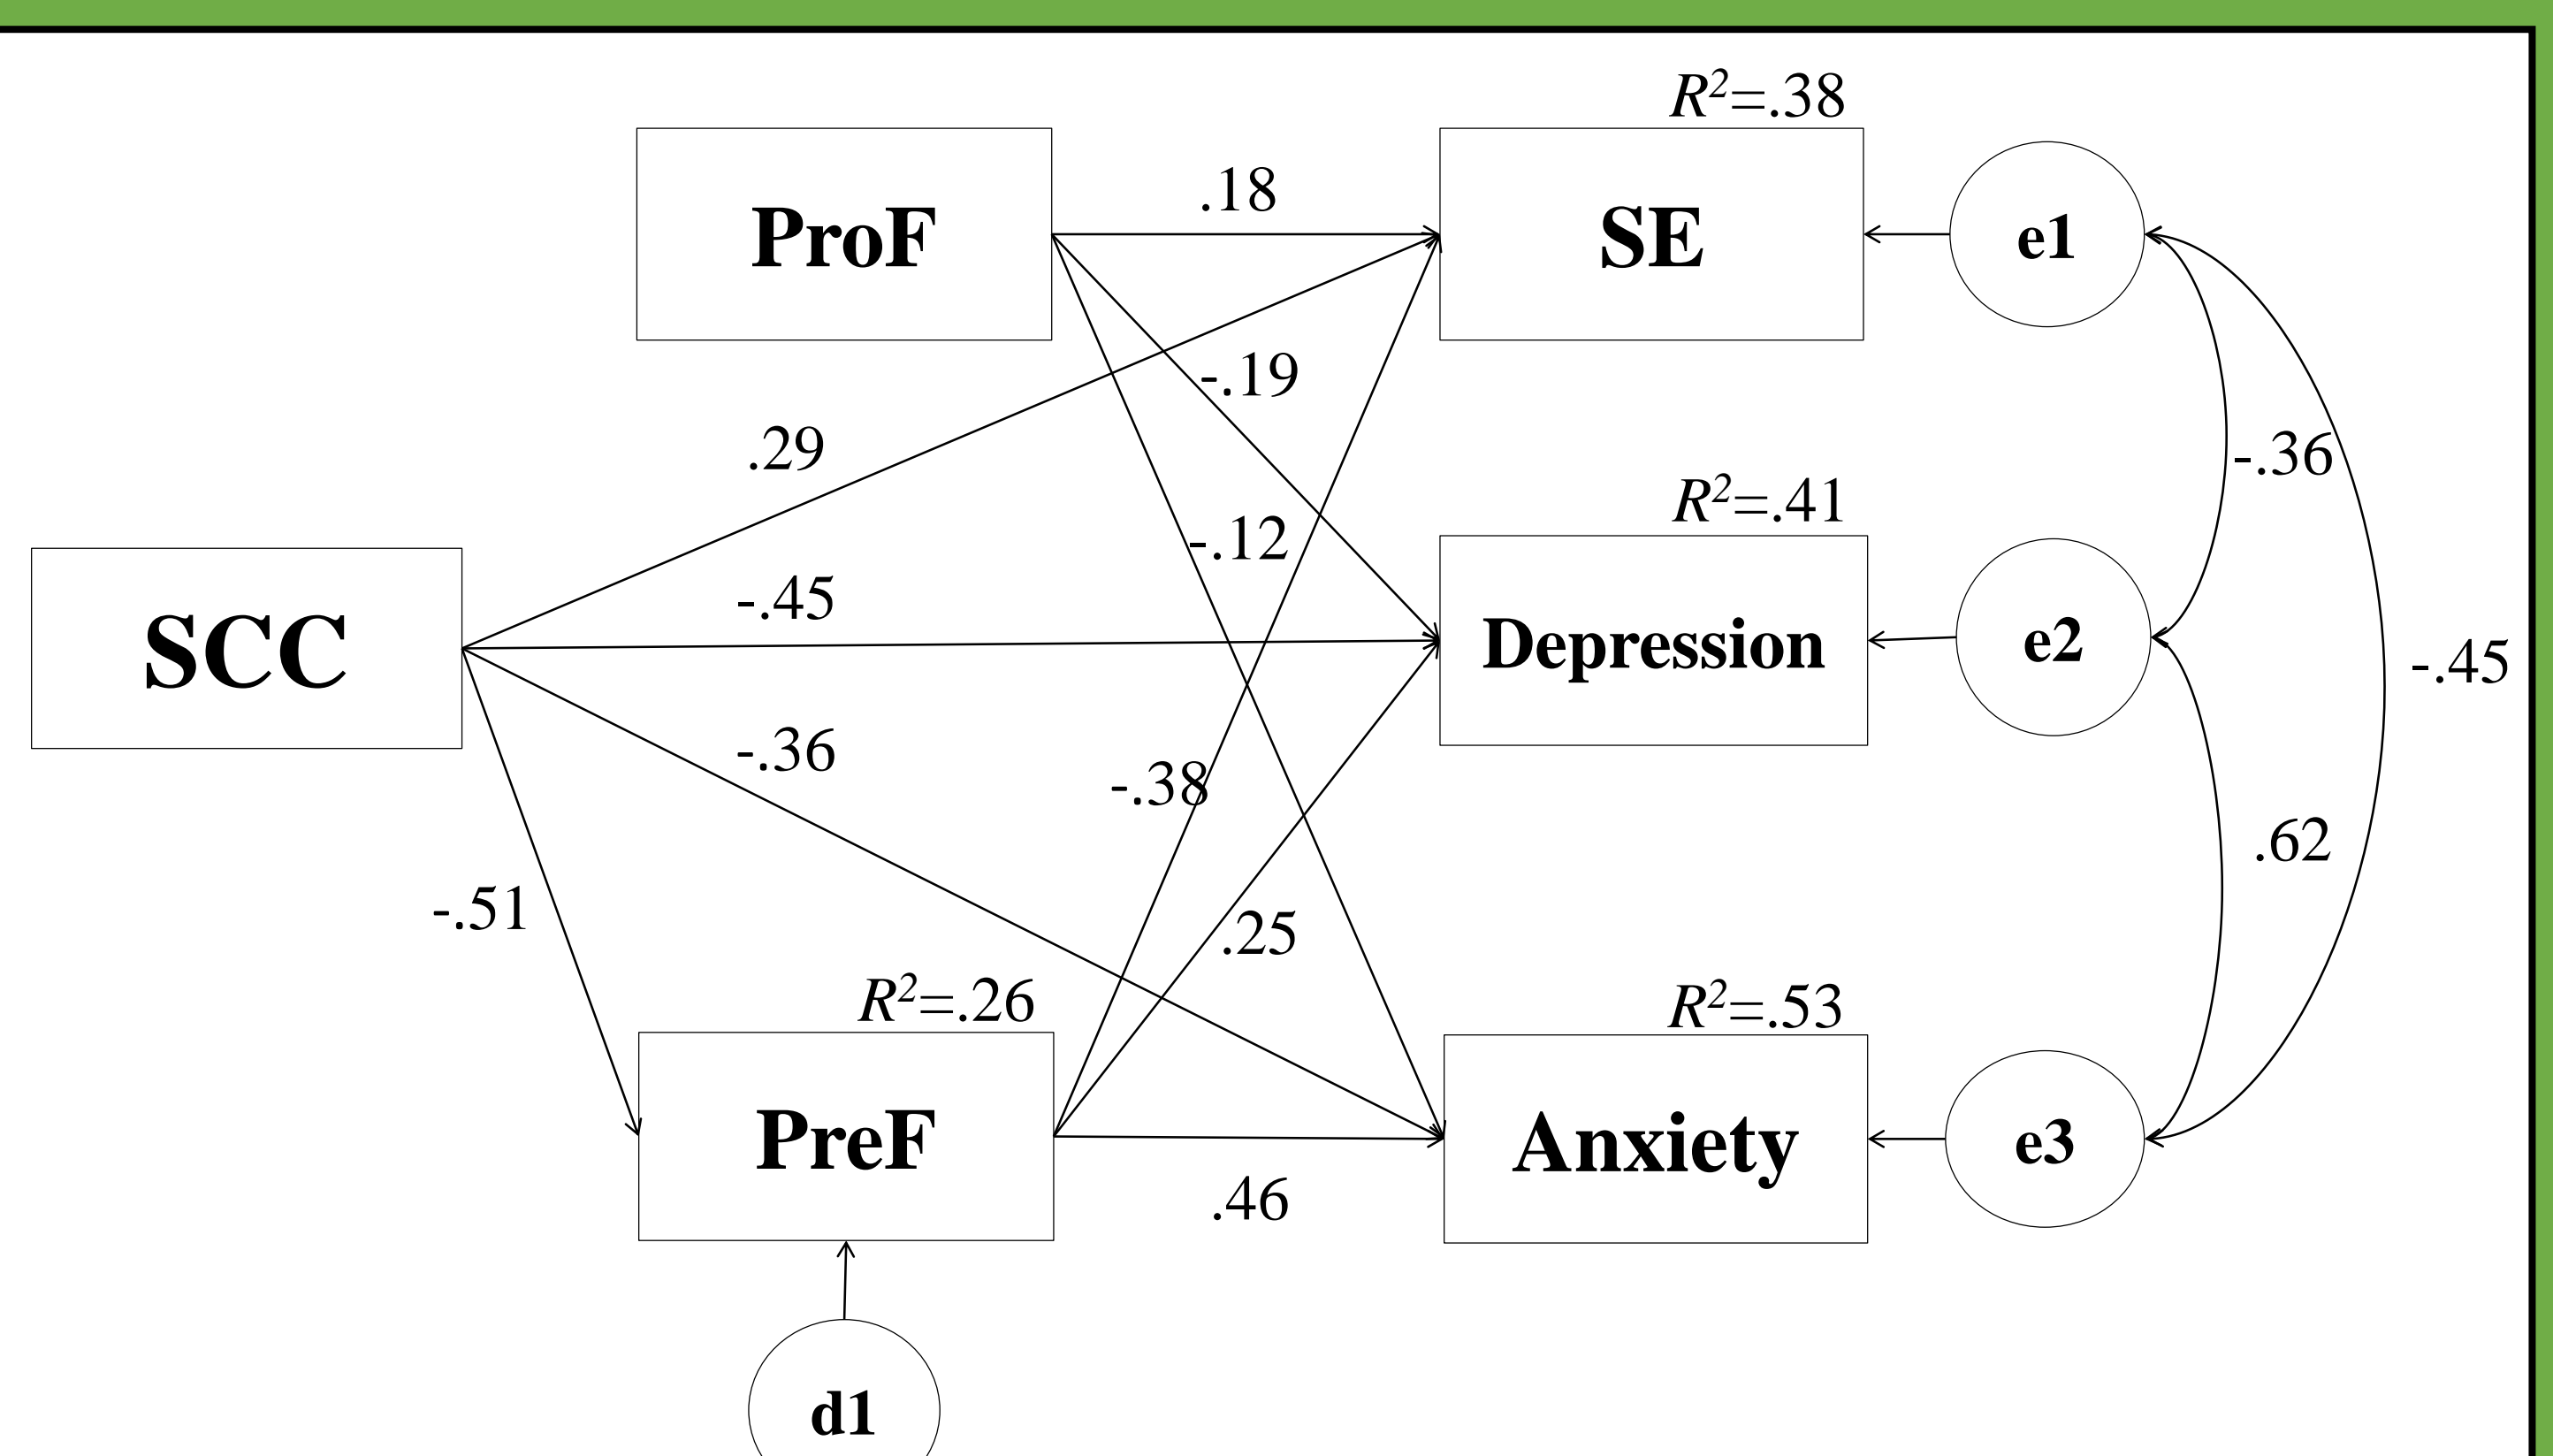 R²=.38
ProF
.18
SE
e1
-.19
.29
-.36
R²=.41
-.12
-.45
SCC
Depression
e2
-.45
-.36
-.38
.62
-.51
.25
R²=.26
R²=.53
PreF
Anxiety
e3
.46
d1